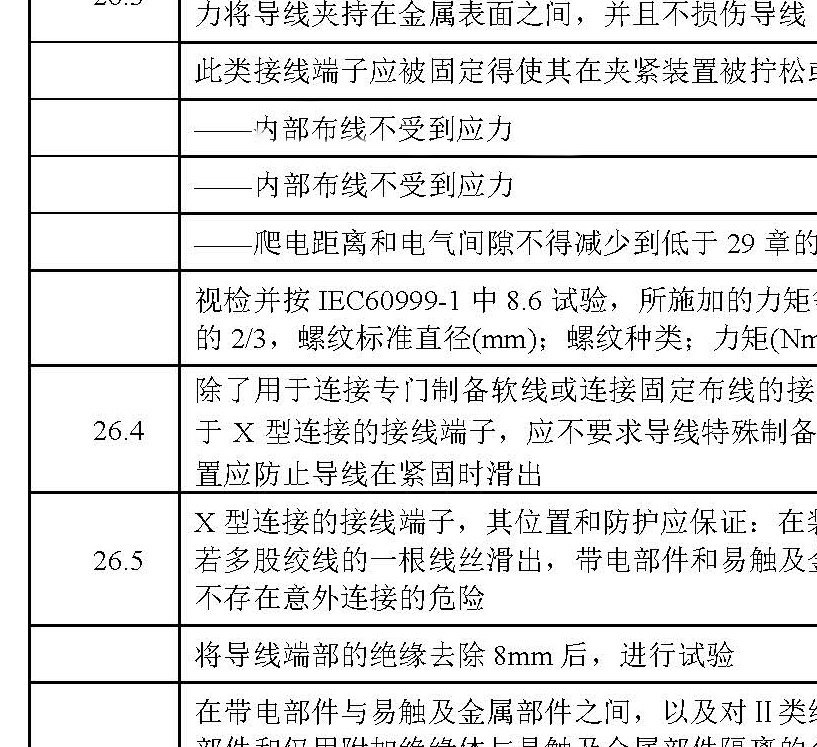 力将导线夹持在金属表面之间，并且不损伤导线
此类接线端子应被固定得使其在夹紧装置被拧松
——内部布线不受到应力
——内部布线不受到应力
——爬电距离和电气间隙不得减少到低于 29 章的
视检并按 IEC60999-1 中 8.6 试验，所施加的力矩
的 2/3，螺纹标准直径(mm)；螺纹种类；力矩(Nm
除了用于连接专门制备软线或连接固定布线的接
26.4
于 X 型连接的接线端子，应不要求导线特殊制备
置应防止导线在紧固时滑出
X 型连接的接线端子，其位置和防护应保证：在
26.5
若多股绞线的一根线丝滑出，带电部件和易触及
不存在意外连接的危险
将导线端部的绝缘去除 8mm 后，进行试验
在带电部件与易触及金属部件之间，以及对 II 类